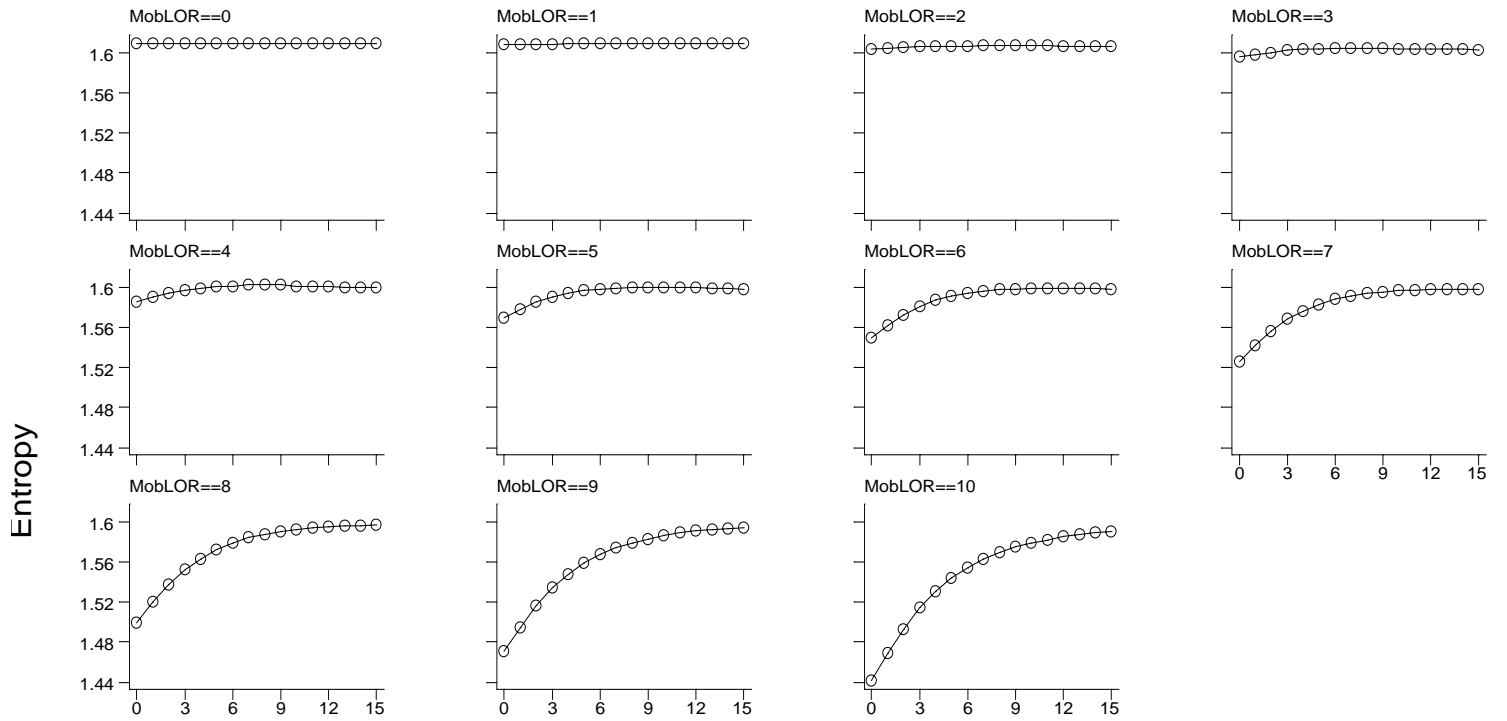 MobLOR==0 MobLOR==1 MobLOR==2 MobLOR==3
1.6
1.56
1.52
1.48
1.44
MobLOR==4 MobLOR==5 MobLOR==6 MobLOR==7
1.6
1.56
1.52
1.48
1.44
0 3 6 9 12 15
Entropy
MobLOR==8 MobLOR==9 MobLOR==10
1.6
1.56
1.52
1.48
1.44
0 3 6 9 12 15 0 3 6 9 12 15 0 3 6 9 12 15